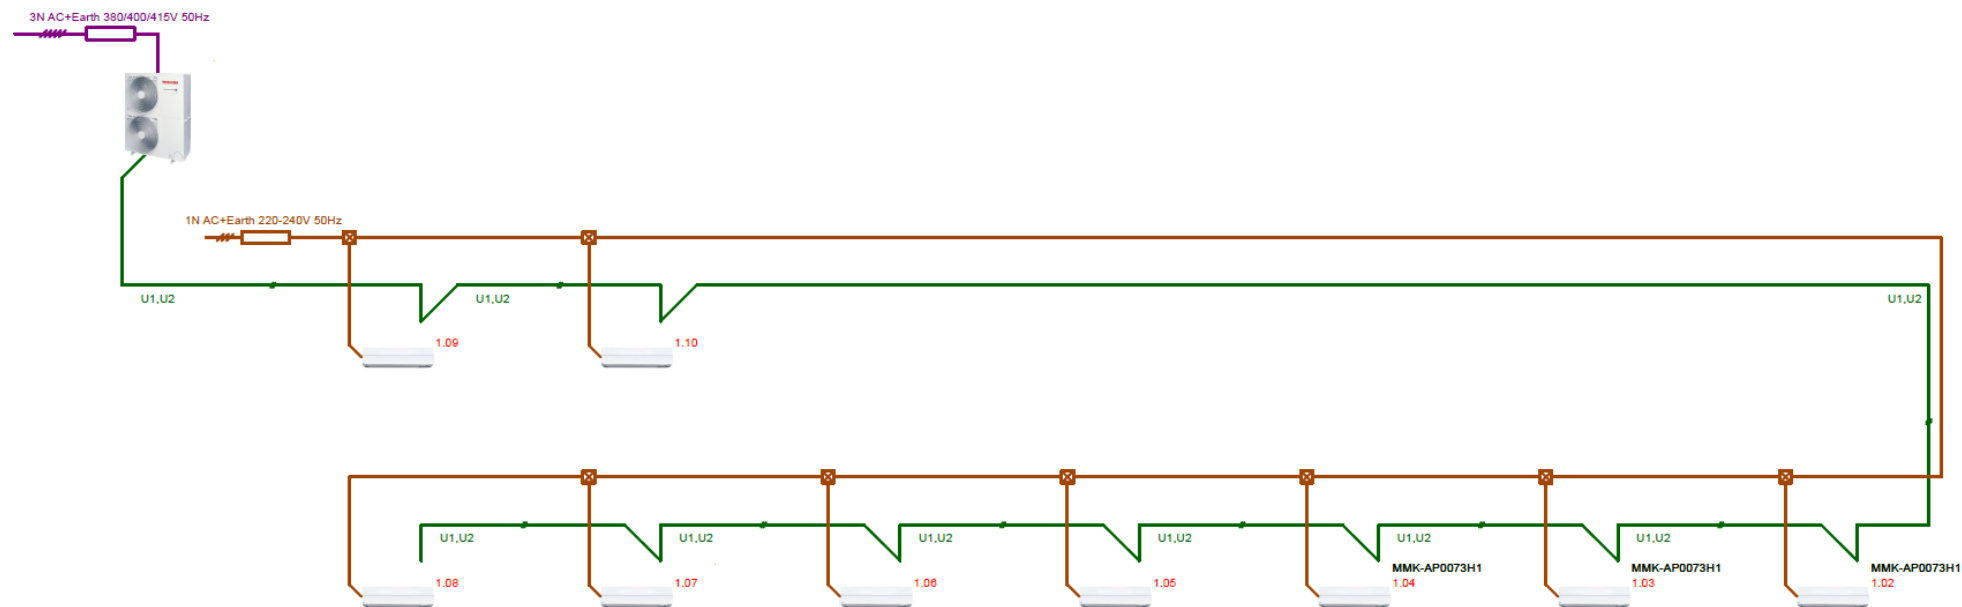 3N AC+Earth 380/400/415V 50Hz
1N AC+Earth 220-240V 50Hz
U1,U2
U1,U2
U1,U2
1.09
1.10
U1,U2
U1,U2
U1,U2
U1,U2
U1,U2
U1,U2
MMK-AP0073H1
MMK-AP0073H1
MMK-AP0073H1
1.08
1.07
1.06
1.05
1.04
1.03
1.02